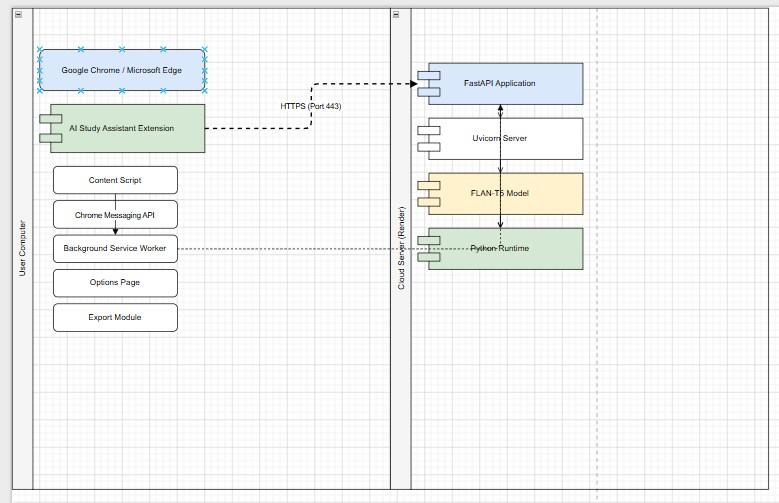 User Computer
Google Chrome / Microsoft Edge
AI Study Assistant Extension
Content Script
Chrome Messaging API
Background Service Worker
Options Page
Export Module
HTTPS (Port 443)
Cloud Server (Render)
FastAPI Application
Uvicorn Server
FLAN-T5 Model
Python Runtime